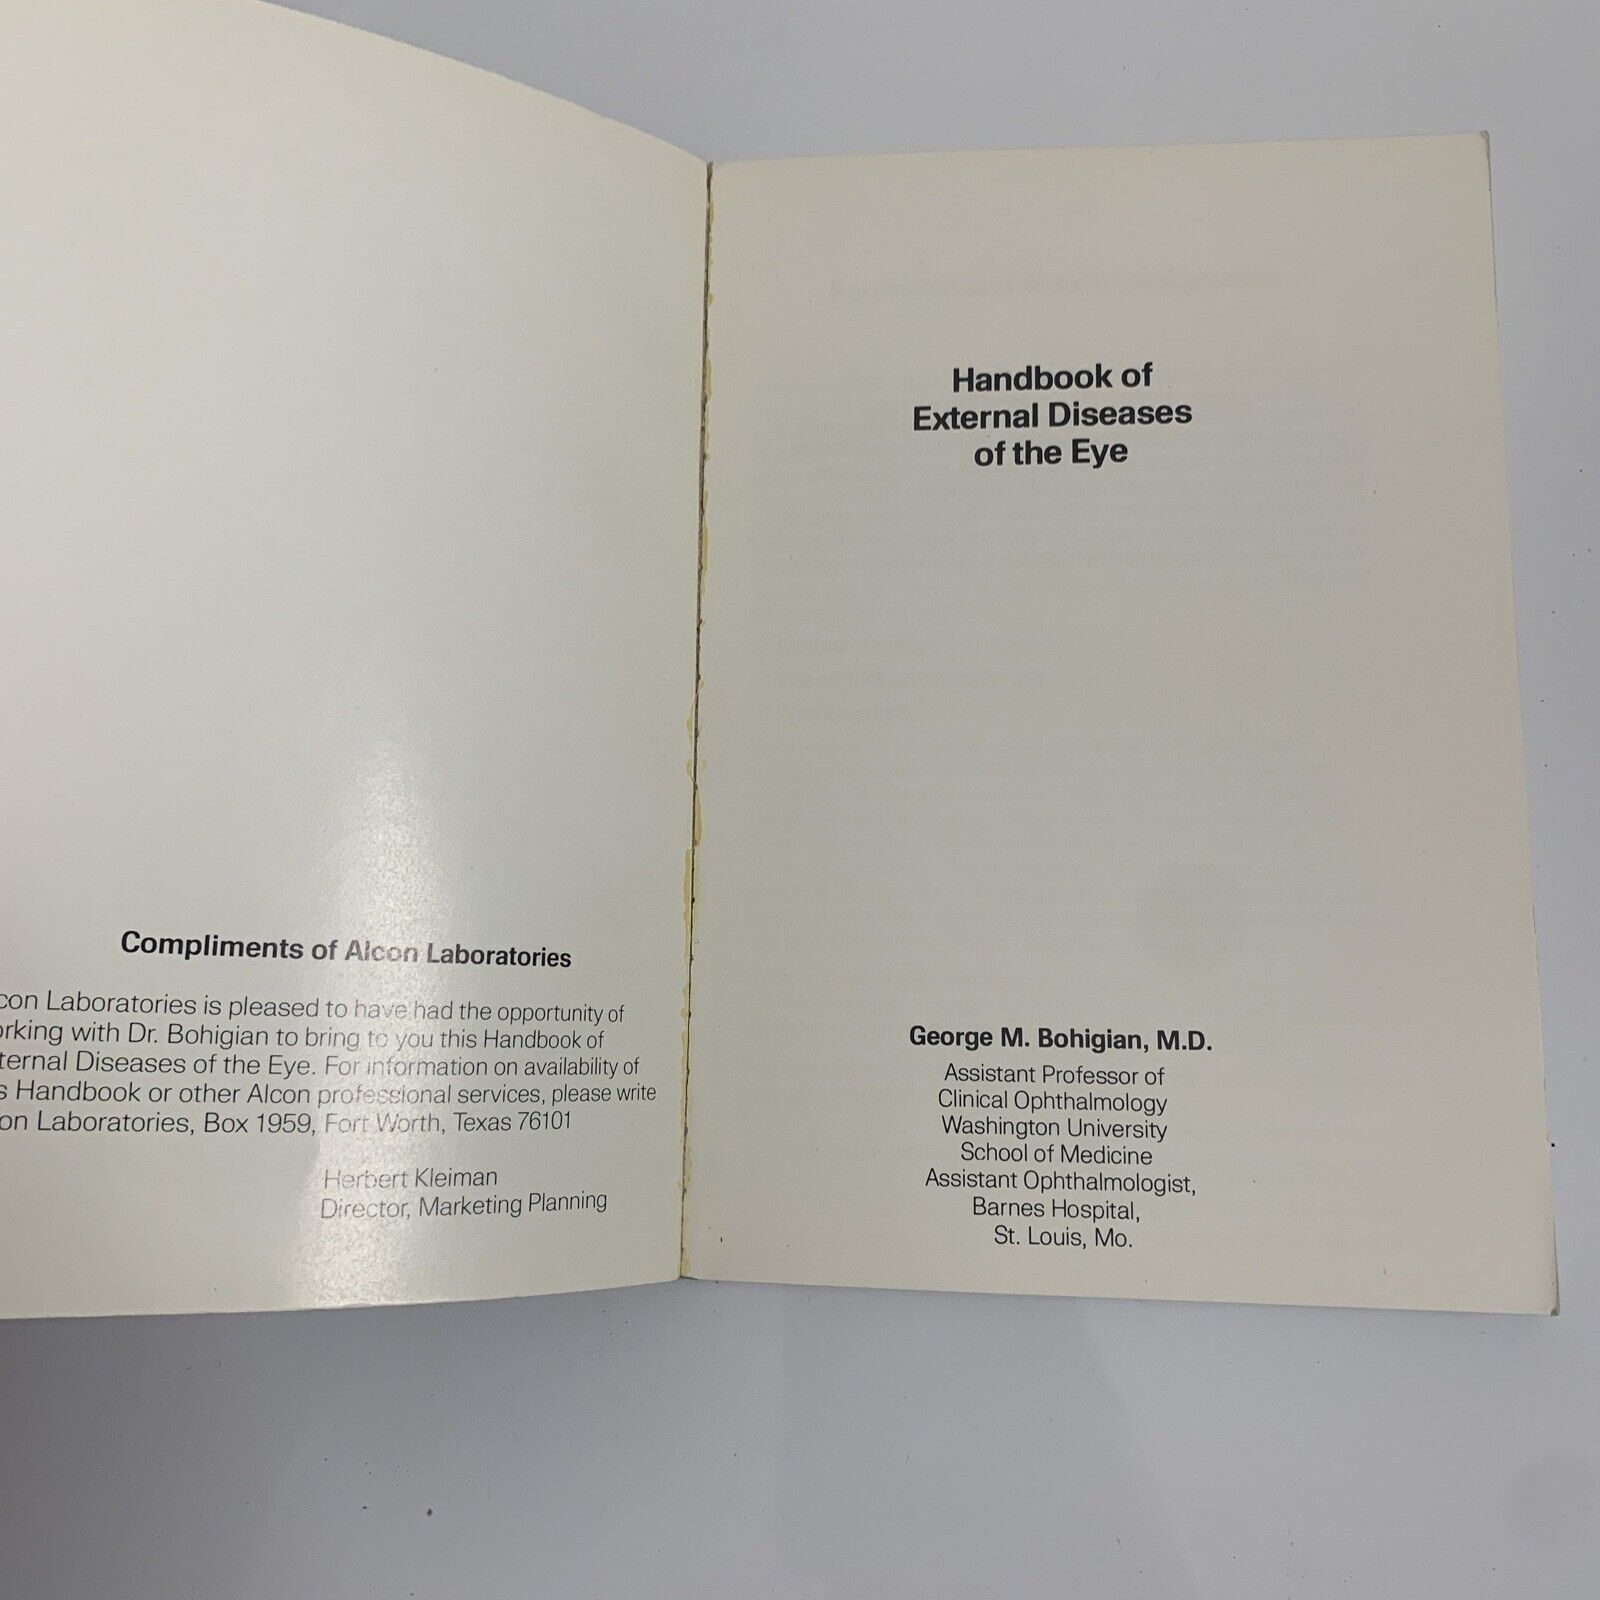 Compliments of Alcon Laboratories
con Laboratories is pleased to have had the opportunity of
orking with Dr. Bohigian to bring to you this Handbook of
ternal Diseases of the Eye. For information on availability of
s Handbook or other Alcon professional services, please write
on Laboratories, Box 1959, Fort Worth, Texas 76101
Herbert Kleiman
Director, Marketing Planning
Handbook of
External Diseases
of the Eye
George M. Bohigian, M.D.
Assistant Professor of
Clinical Ophthalmology
Washington University
School of Medicine
Assistant Ophthalmologist,
Barnes Hospital,
St. Louis, Mo.